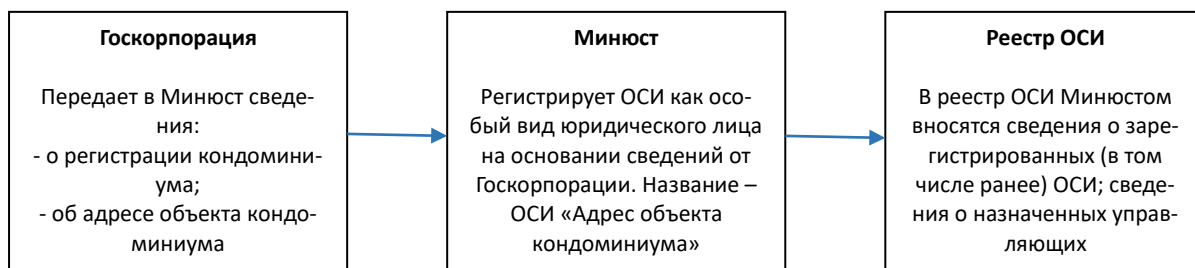 Госкорпорация
Передает в Минюст сведе-
ния:
- о регистрации кондомини-
ума;
- об адресе объекта кондо-
миниума
Минюст
Регистрирует ОСИ как осо-
бый вид юридического лица
на основании сведений от
Госкорпорации. Название –
ОСИ «Адрес объекта
кондоминиума»
Реестр ОСИ
В реестр ОСИ Минюстом
вносятся сведения о заре-
гистрированных (в том
числе ранее) ОСИ; сведе-
ния о назначенных управ-
ляющих